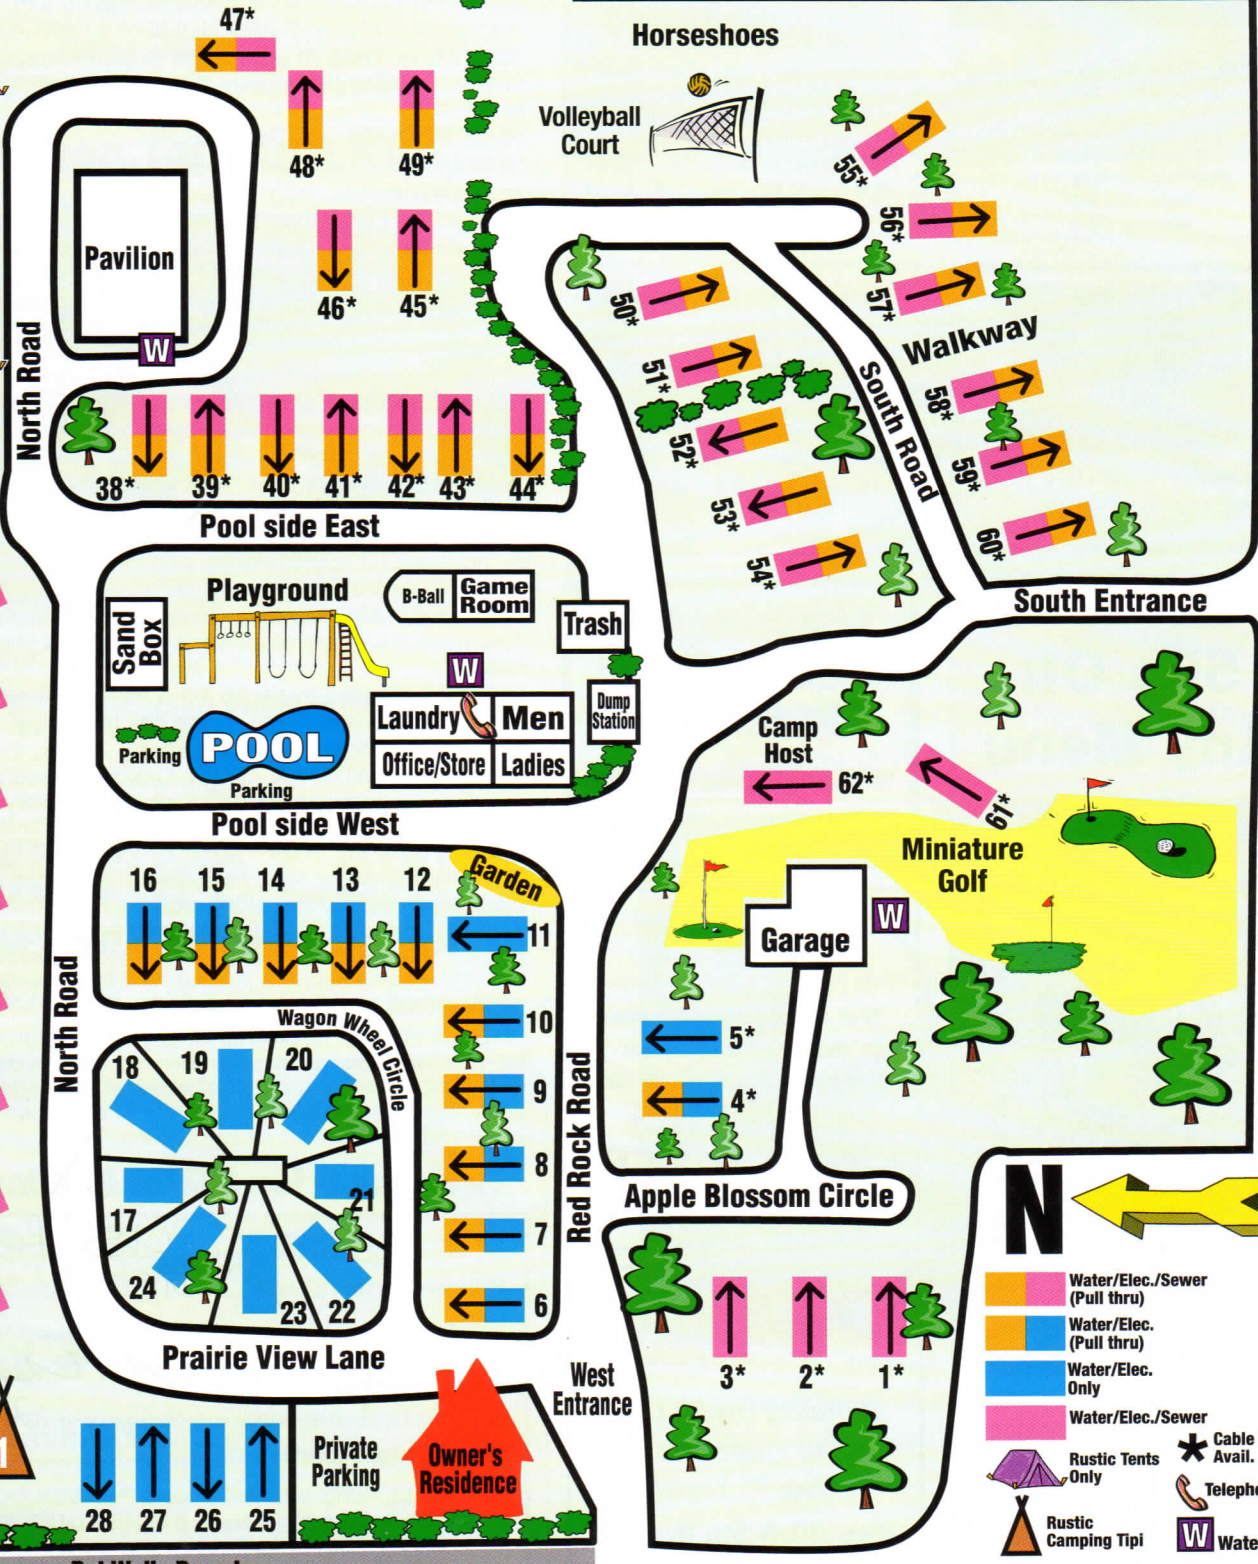 47*
Horseshoes
Volleyball
Court
48*
49*
55*
56*
Pavilion
46*
45*
50*
57*
W
North Road
Walkway
51*
South Road
58*
52*
38*
39*
40*
41*
42*
43*
44*
59*
53*
60*
Pool side East
54*
Playground
B-Ball
Game
Room
Sand
Box
Trash
South Entrance
W
Laundry
Men
Dump
Station
Parking
POOL
Office/Store
Ladies
Parking
Camp
Host
62*
61*
Pool side West
Miniature
Golf
16
15
14
13
12
Garden
11
Garage
W
North Road
Wagon Wheel Circle
10
5*
18
19
20
9
4*
Red Rock Road
8
17
21
Apple Blossom Circle
7
24
23
22
6
N
Prairie View Lane
3*
2*
1*
West
Entrance
Water/Elec./Sewer
(Pull thru)
Water/Elec.
(Pull thru)
Water/Elec.
Only
Water/Elec./Sewer
Private
Parking
Owner's
Residence
Rustic Tents
Only
* Cable
Avail.
Teleph
28
27
26
25
Rustic
Camping Tipi
W
Wate
1